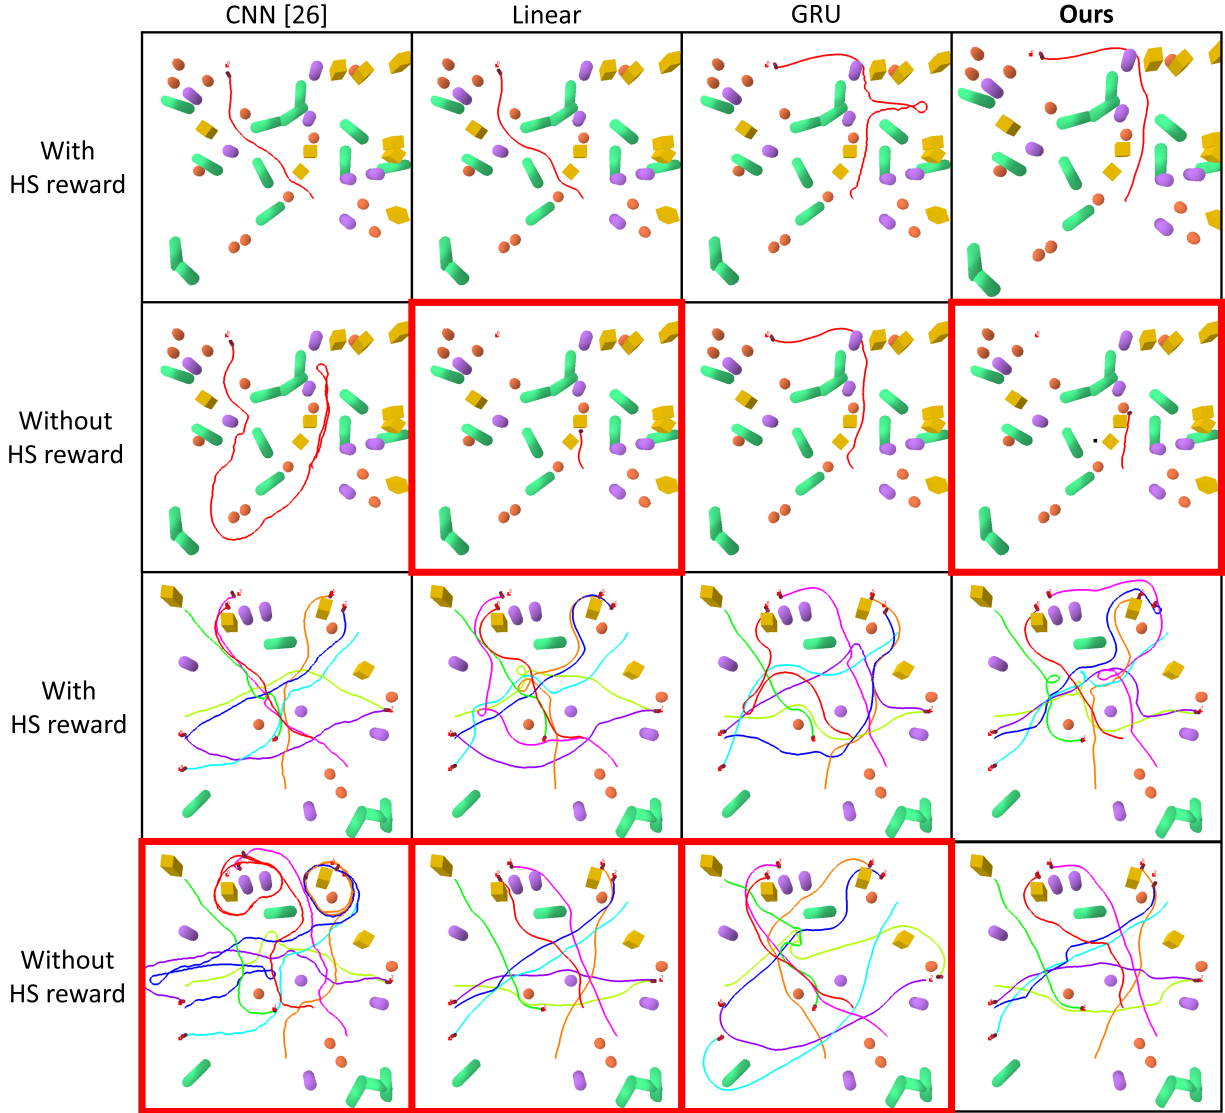 CNN [26]
Linear
GRU
Ours
With
HS reward
Without
HS reward
With
HS reward
Without
HS reward